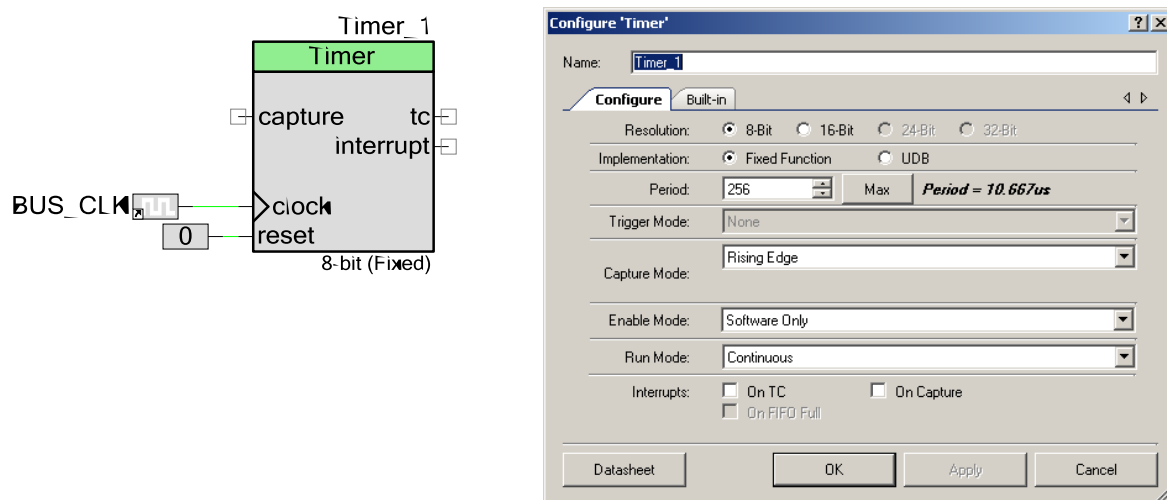 Timer_1
Timer
capture
tc
interrupt
BUS_CLK
clock
0
reset
8-bit (Fixed)
Configure 'Timer'
Name: Timer_1
Configure Built-in
Resolution: 8-Bit 16-Bit 24-Bit 32-Bit
Implementation: Fixed Function UDB
Period: 256 Max Period = 10.667us
Trigger Mode: None
Capture Mode: Rising Edge
Enable Mode: Software Only
Run Mode: Continuous
Interrupts: On TC On Capture
On FIFO Full
Datasheet OK Apply Cancel